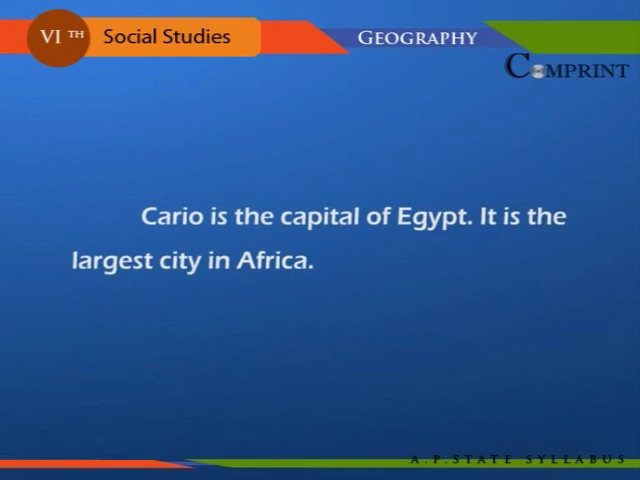 VI TH Social Studies
GEOGRAPHY
COMPRINT
Cario is the capital of Egypt. It is the
largest city in Africa.
A.P.STATE SYLLABUS